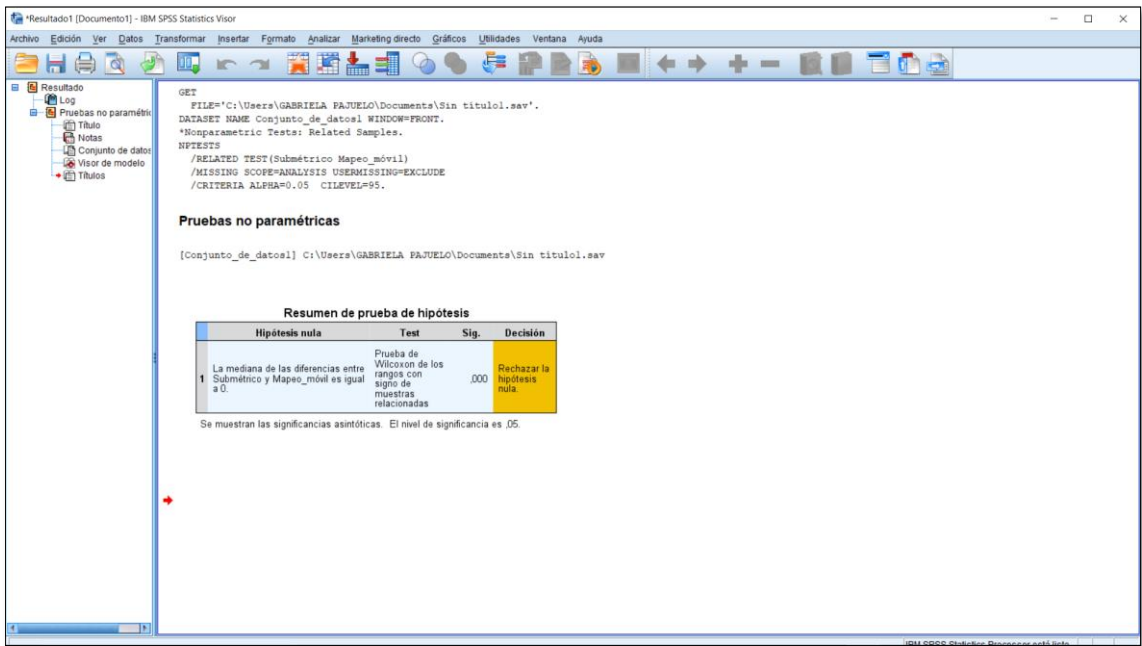 *Resultado1 [Documento1] - IBM SPSS Statistics Visor
Archivo Edición Ver Datos Transformar Insertar Formato Analizar Marketing directo Gráficos Utilidades Ventana Ayuda
Resultado
Log
Pruebas no paramétric
Título
Notas
Conjunto de datos
Visor de modelo
Títulos
GET
FILE='C:\Users\GABRIELA PAJUELO\Documents\Sin titulo1.sav'.
DATASET NAME Conjunto_de_datos1 WINDOW=FRONT.
*Nonparametric Tests: Related Samples.
NPTESTS
/RELATED TEST(Submétrico Mapeo_móvil)
/MISSING SCOPE=ANALYSIS USERMISSING=EXCLUDE
/CRITERIA ALPHA=0.05 CILEVEL=95.
Pruebas no paramétricas
[Conjunto_de_datos1] C:\Users\GABRIELA PAJUELO\Documents\Sin titulo1.sav
Resumen de prueba de hipótesis
Hipótesis nula Test Sig. Decisión
1 La mediana de las diferencias entre Submétrico y Mapeo_móvil es igual a 0.
Prueba de Wilcoxon de los rangos con signo de muestras relacionadas
,000
Rechazar la hipótesis nula.
Se muestran las significancias asintóticas. El nivel de significancia es ,05.
IBM SPSS Statistics Processor está listo